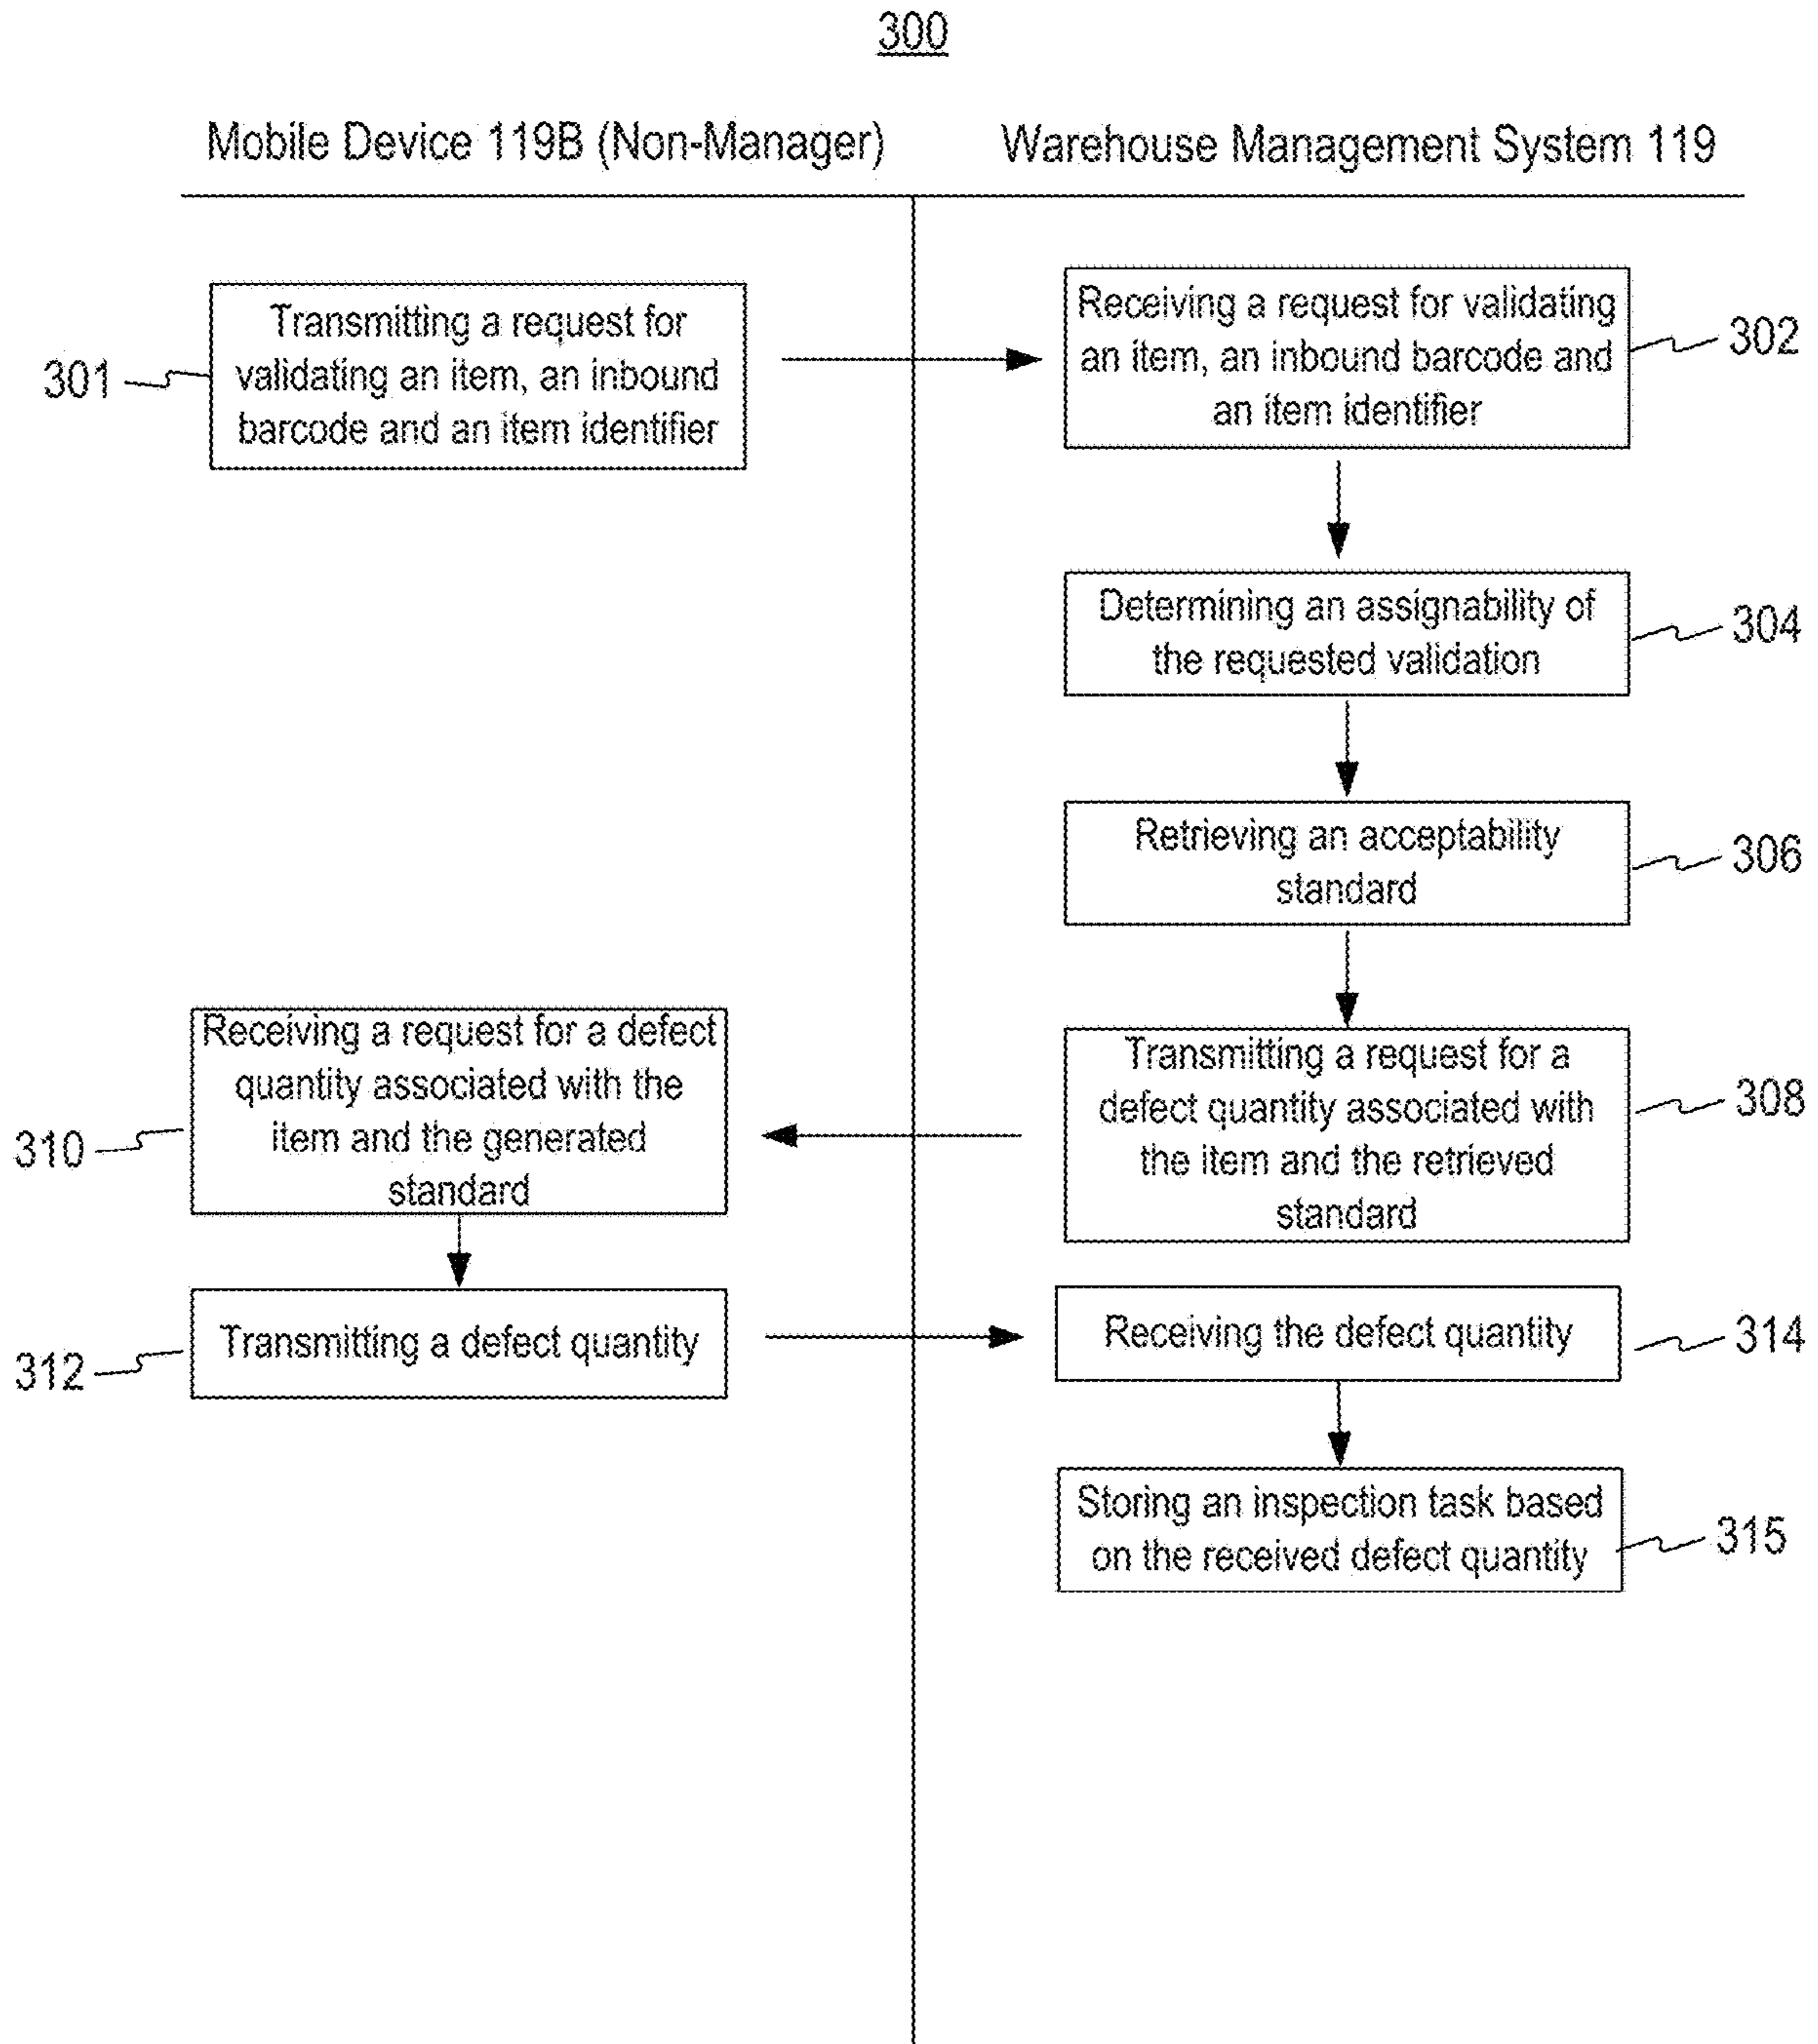 300
Mobile Device 119B (Non-Manager)
Warehouse Management System 119
Transmitting a request for
validating an item, an inbound
barcode and an item identifier
301
Receiving a request for validating
an item, an inbound barcode and
an item identifier
302
Determining an assignability of
the requested validation
304
Retrieving an acceptability
standard
306
Transmitting a request for a
defect quantity associated with
the item and the retrieved
standard
308
Receiving a request for a defect
quantity associated with the
item and the generated
standard
310
Transmitting a defect quantity
312
Receiving the defect quantity
314
Storing an inspection task based
on the received defect quantity
315